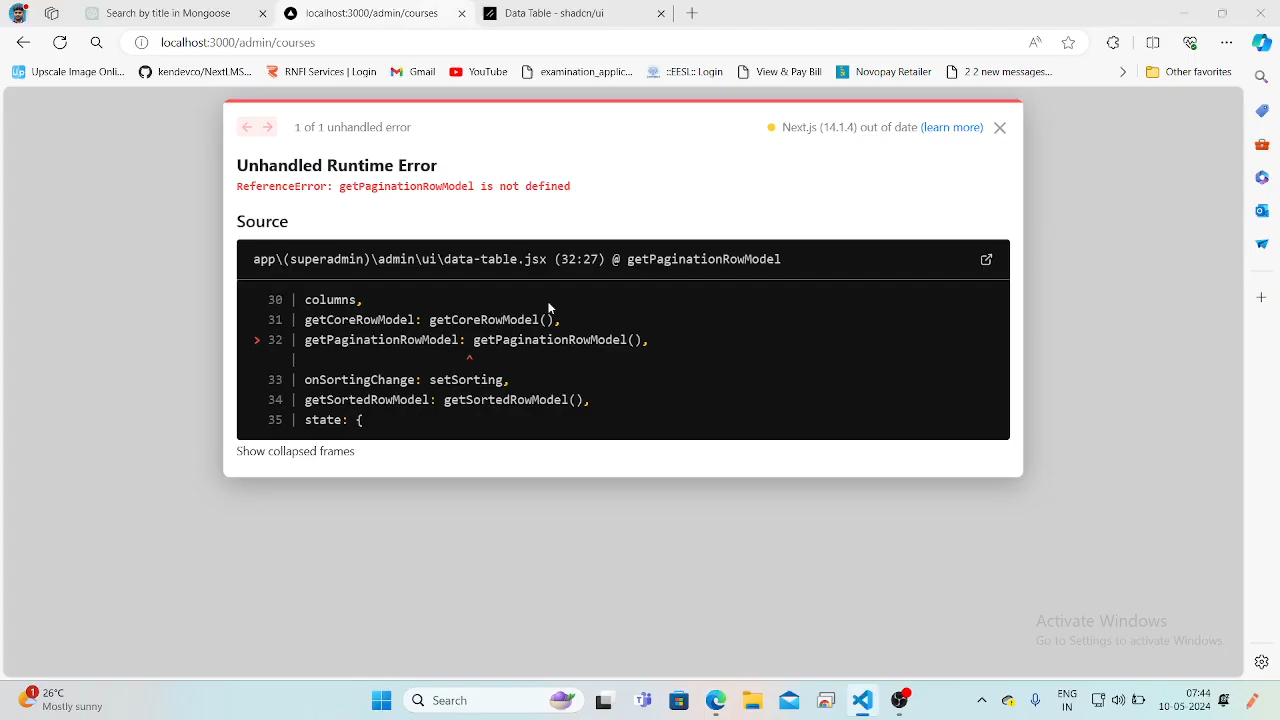 Search by title in Mongoose
localhost:3000/admin/courses
Data Table - shadcn/ui
localhost:3000/admin/courses
Upscale Image Onl...
kendevco/NextLMS...
RNFI Services | Login
Gmail
YouTube
examination_applic...
::EESL:: Login
View & Pay Bill
Novopay Retailer
2 2 new messages...
Other favorites
1 of 1 unhandled error
Next.js (14.1.4) out of date (learn more)
Unhandled Runtime Error
ReferenceError: getPaginationRowModel is not defined
Source
app\(superadmin)\admin\ui\data-table.jsx (32:27) @ getPaginationRowModel
30 | columns,
31 | getCoreRowModel: getCoreRowModel(),
> 32 | getPaginationRowModel: getPaginationRowModel(),
| ^
33 | onSortingChange: setSorting,
34 | getSortedRowModel: getSortedRowModel(),
35 | state: {
Show collapsed frames
Activate Windows
Go to Settings to activate Windows.
1
26°C
Mostly sunny
Search
ENG
IN
07:44
10-05-2024